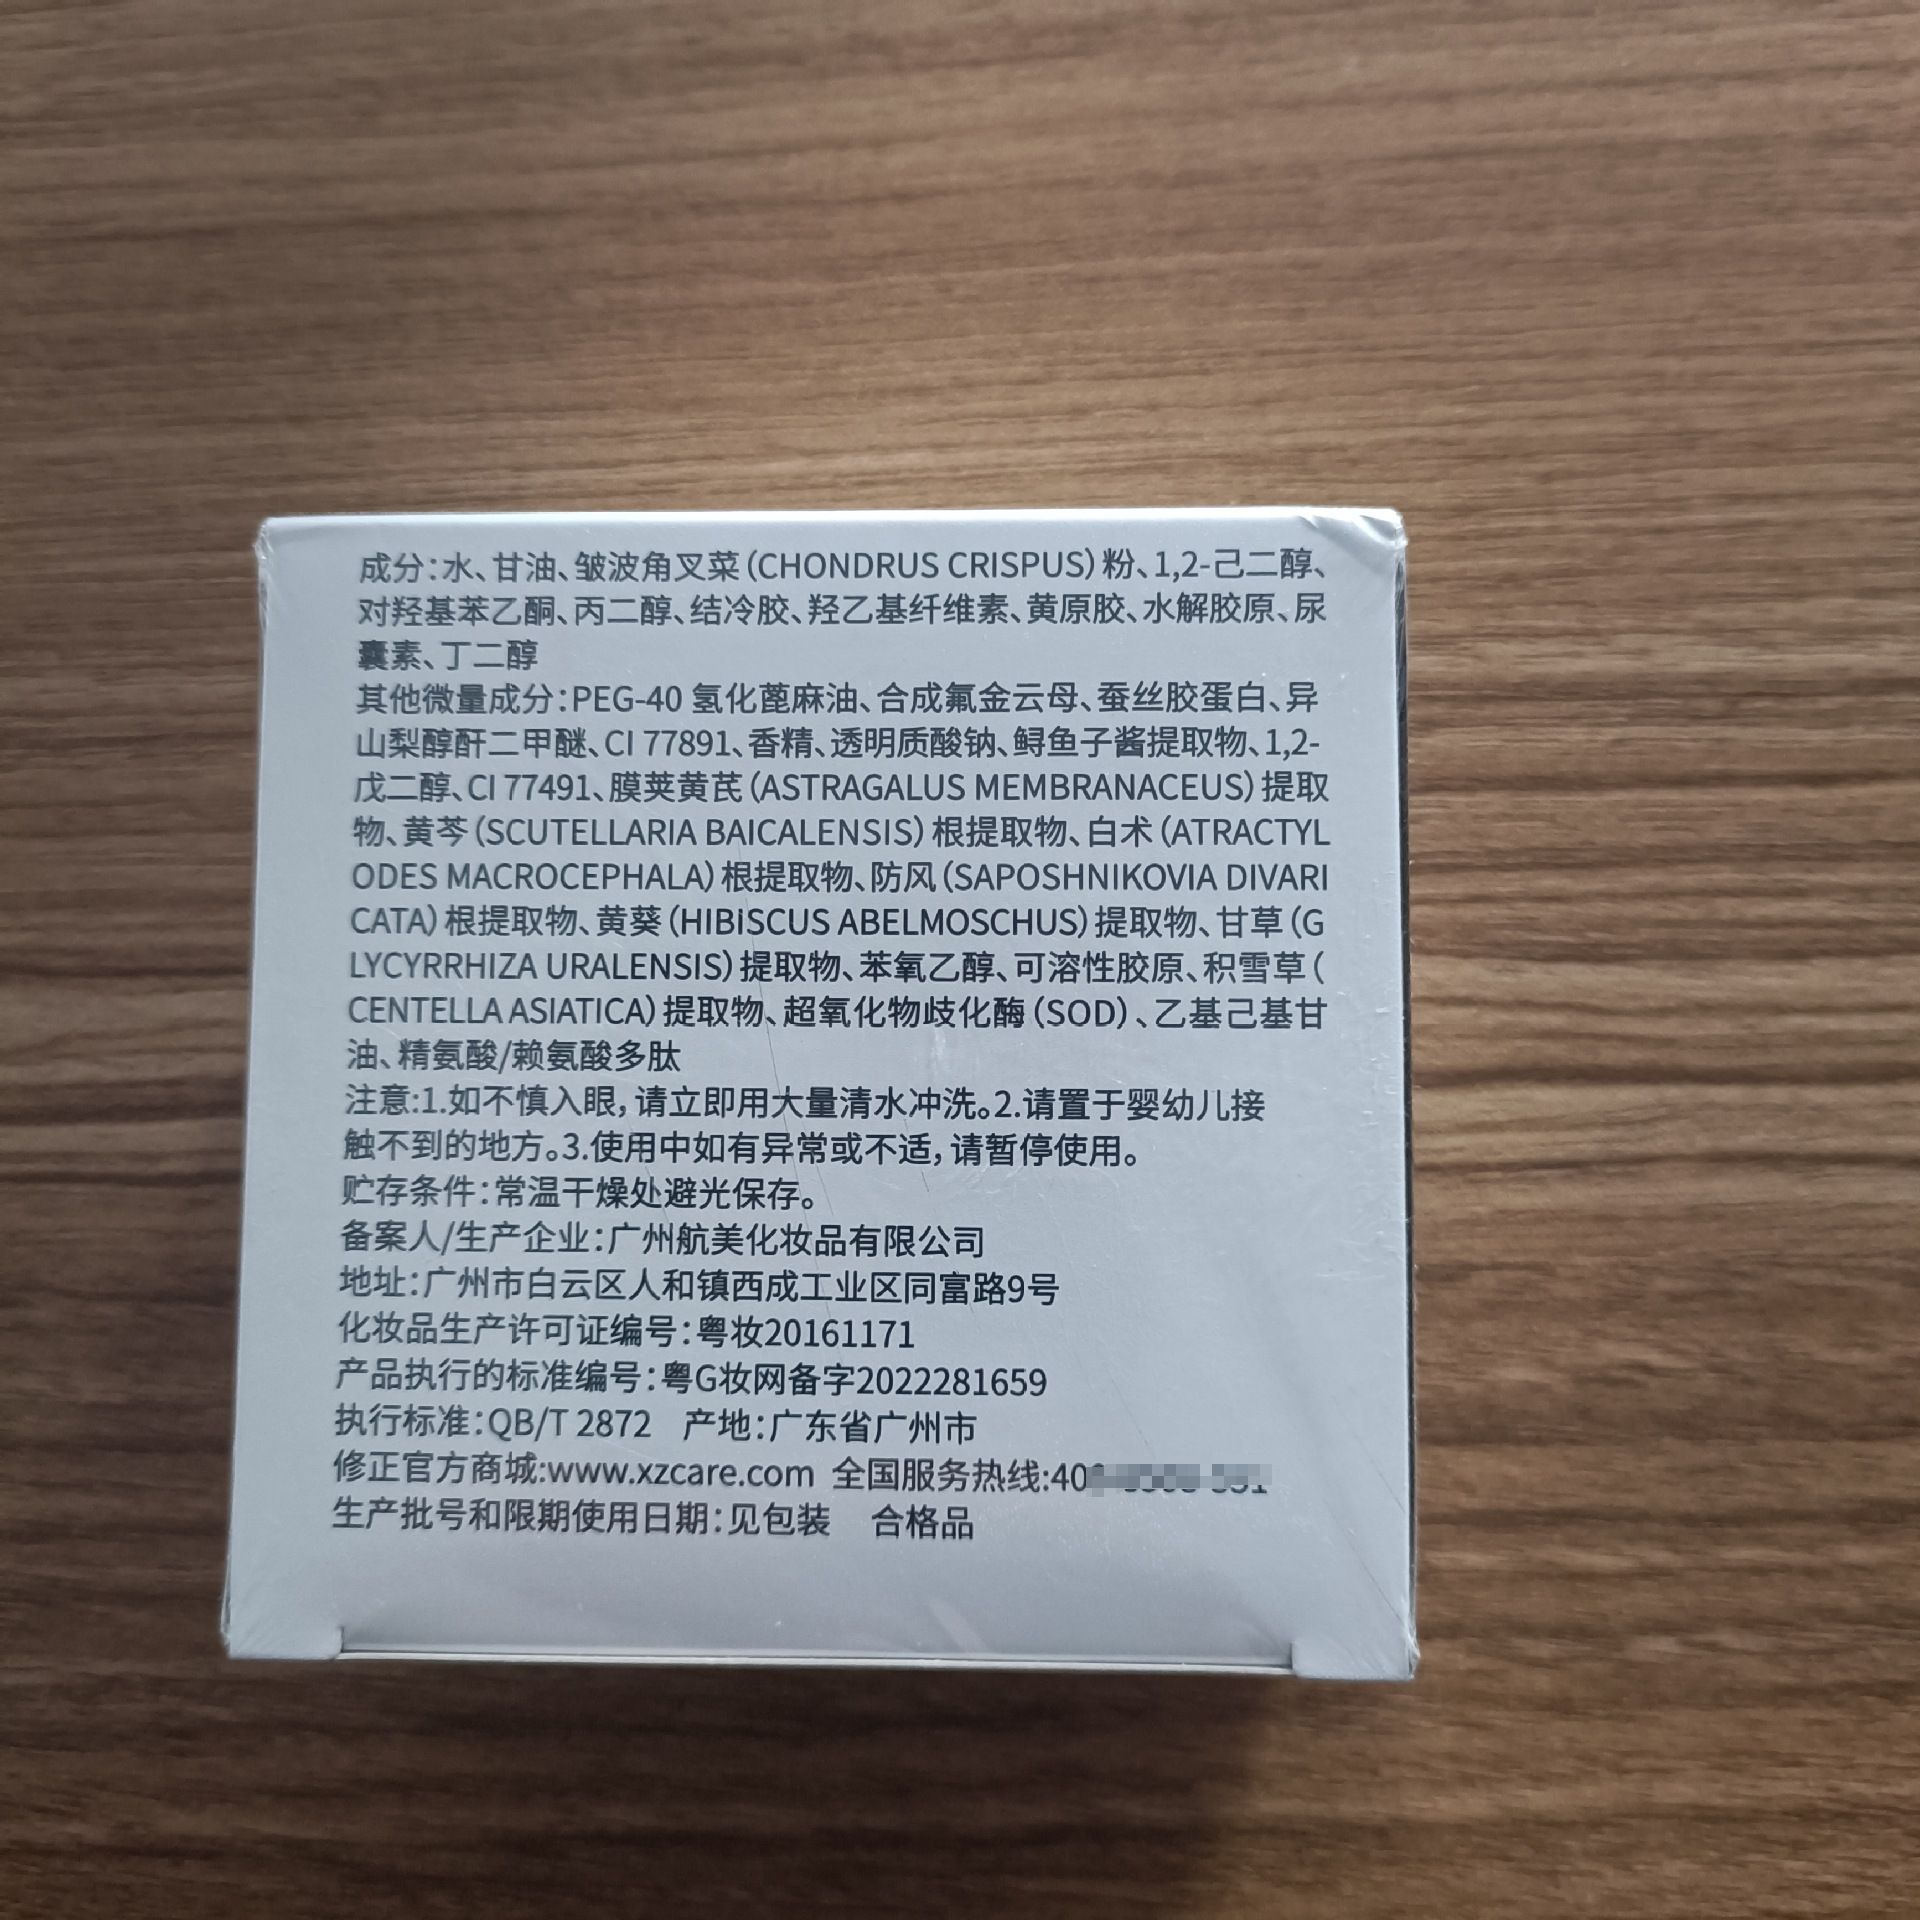 成分：水、甘油、皱波角叉菜（CHONDRUS CRISPUS）粉、1,2-己二醇、
对羟基苯乙酮、丙二醇、结冷胶、羟乙基纤维素、黄原胶、水解胶原、尿
囊素、丁二醇
其他微量成分：PEG-40 氢化蓖麻油、合成氟金云母、蚕丝胶蛋白、异
山梨醇酐二甲醚、CI 77891、香精、透明质酸钠、鲟鱼子酱提取物、1,2-
戊二醇、CI 77491、膜荚黄芪（ASTRAGALUS MEMBRANACEUS）提取
物、黄芩（SCUTELLARIA BAICALENSIS）根提取物、白术（ATRACTYL
ODES MACROCEPHALA）根提取物、防风（SAPOSHNIKOVIA DIVARI
CATA）根提取物、黄葵（HIBiSCUS ABELMOSCHUS）提取物、甘草（G
LYCYRRHIZA URALENSIS）提取物、苯氧乙醇、可溶性胶原、积雪草（
CENTELLA ASIATICA）提取物、超氧化物歧化酶（SOD）、乙基己基甘
油、精氨酸/赖氨酸多肽
注意:1.如不慎入眼，请立即用大量清水冲洗。2.请置于婴幼儿接
触不到的地方。3.使用中如有异常或不适，请暂停使用。
贮存条件：常温干燥处避光保存。
备案人/生产企业：广州航美化妆品有限公司
地址：广州市白云区人和镇西成工业区同富路9号
化妆品生产许可证编号：粤妆20161171
产品执行的标准编号：粤G妆网备字2022281659
执行标准：QB/T 2872 产地：广东省广州市
修正官方商城:www.xzcare.com 全国服务热线:40
生产批号和限期使用日期：见包装 合格品